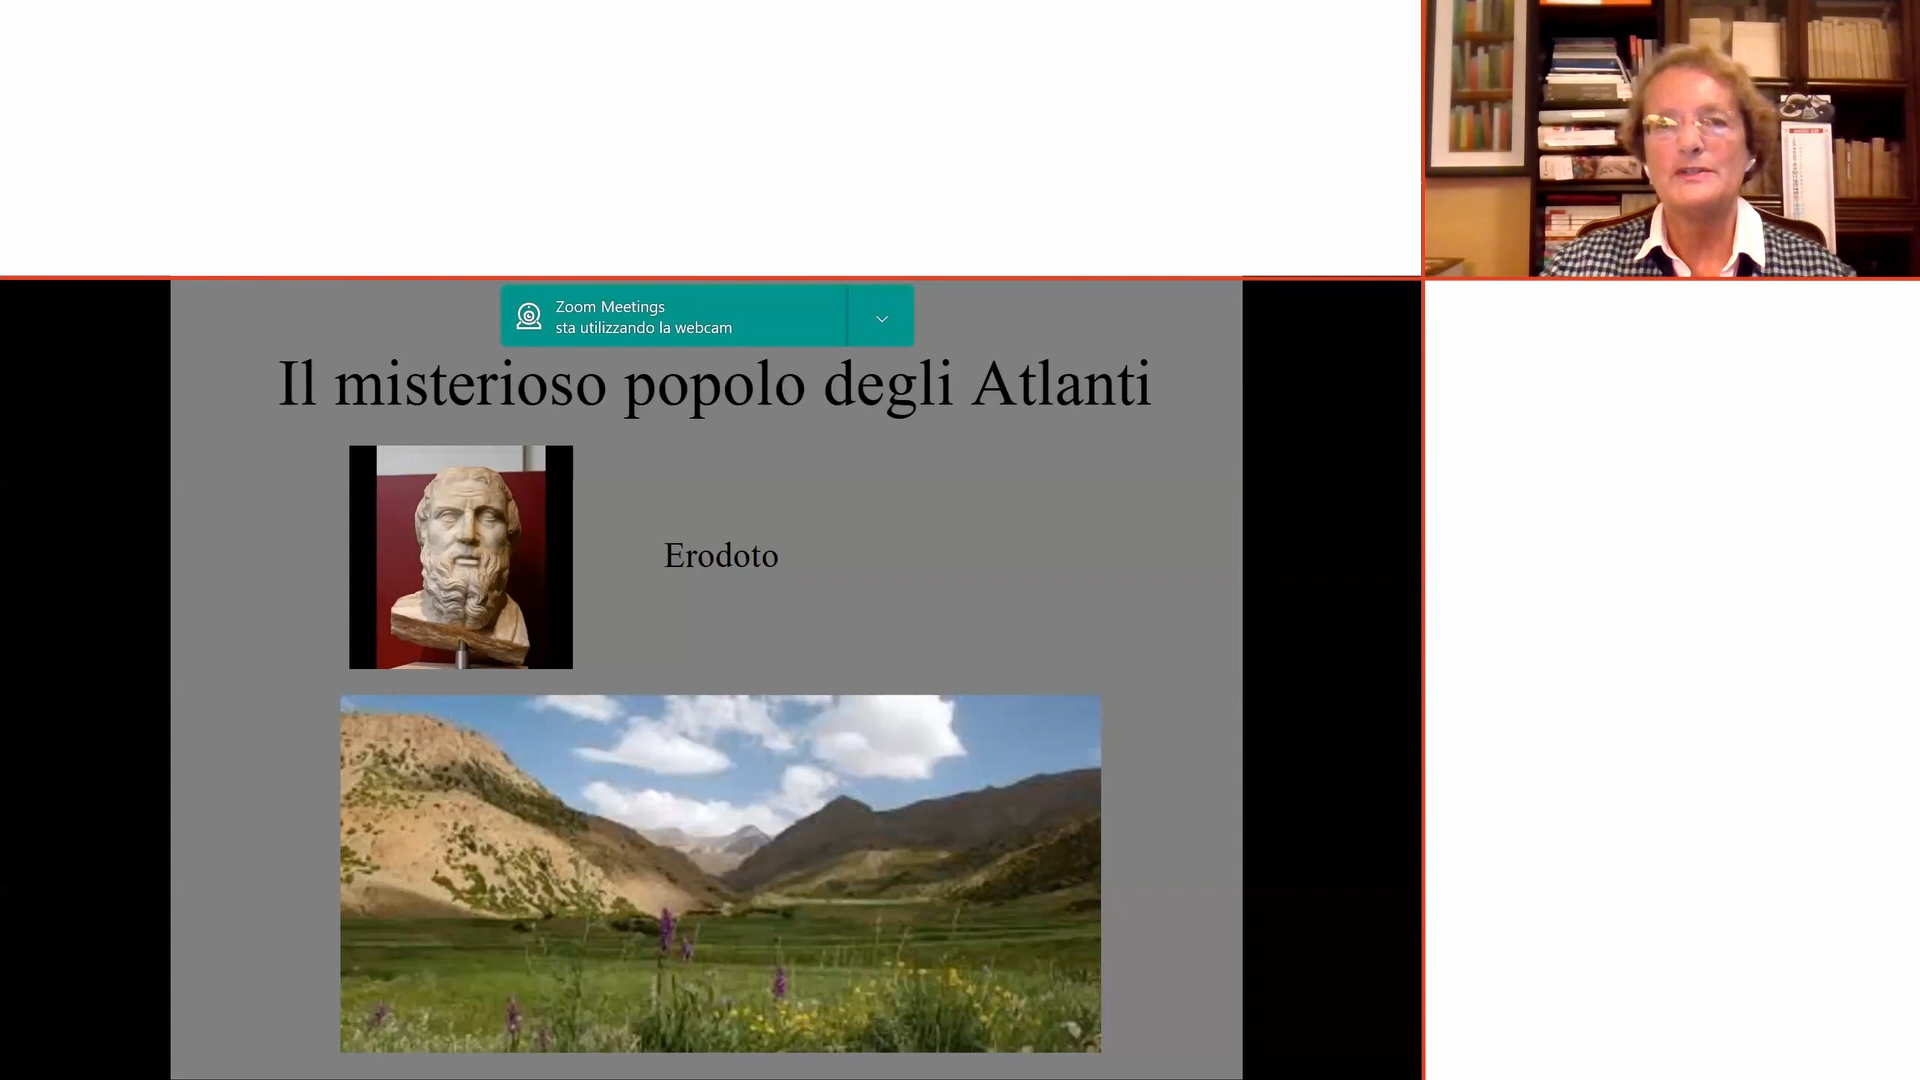 Zoom Meetings
sta utilizzando la webcam
Il misterioso popolo degli Atlanti
Erodoto